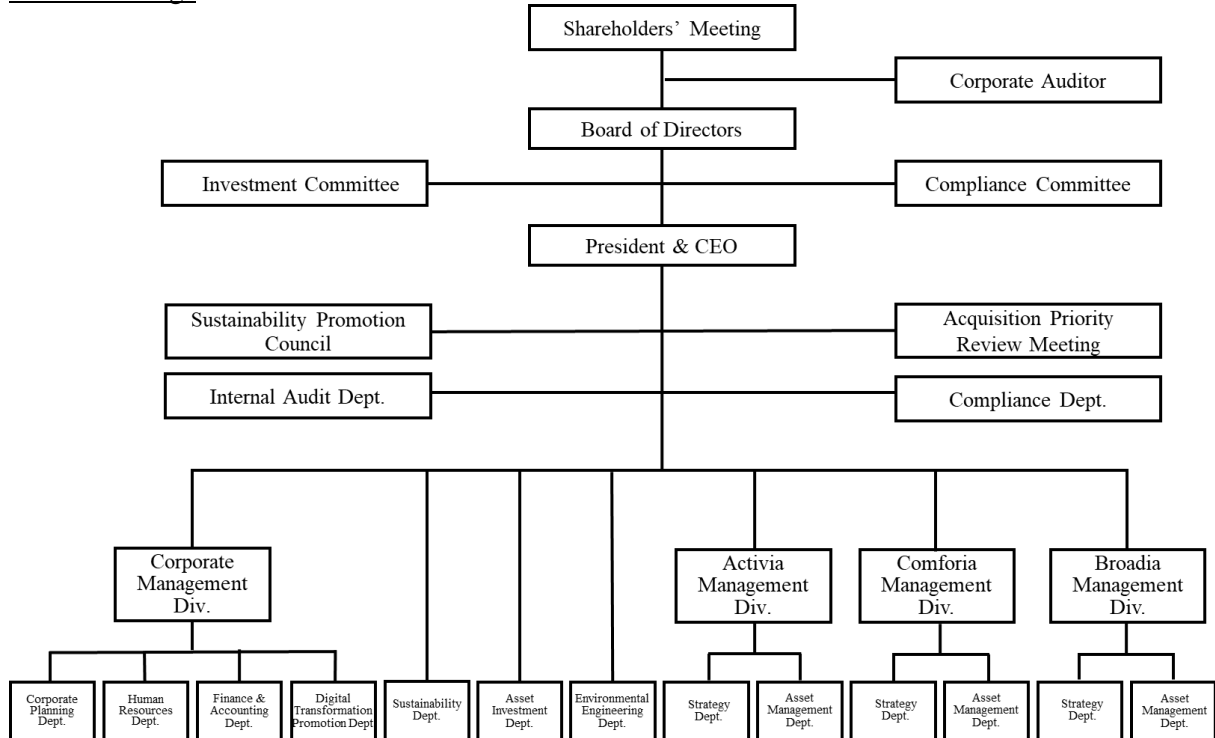 Shareholders’ Meeting
Corporate Auditor
Board of Directors
Investment Committee
Compliance Committee
President & CEO
Sustainability Promotion
Council
Acquisition Priority
Review Meeting
Internal Audit Dept.
Compliance Dept.
Corporate
Management
Div.
Activia
Management
Div.
Comforia
Management
Div.
Broadia
Management
Div.
Corporate
Planning
Dept.
Human
Resources
Dept.
Finance &
Accounting
Dept.
Digital
Transformation
Promotion Dept
Sustainability
Dept.
Asset
Investment
Dept.
Environmental
Engineering
Dept.
Strategy
Dept.
Asset
Management
Dept.
Strategy
Dept.
Asset
Management
Dept.
Strategy
Dept.
Asset
Management
Dept.